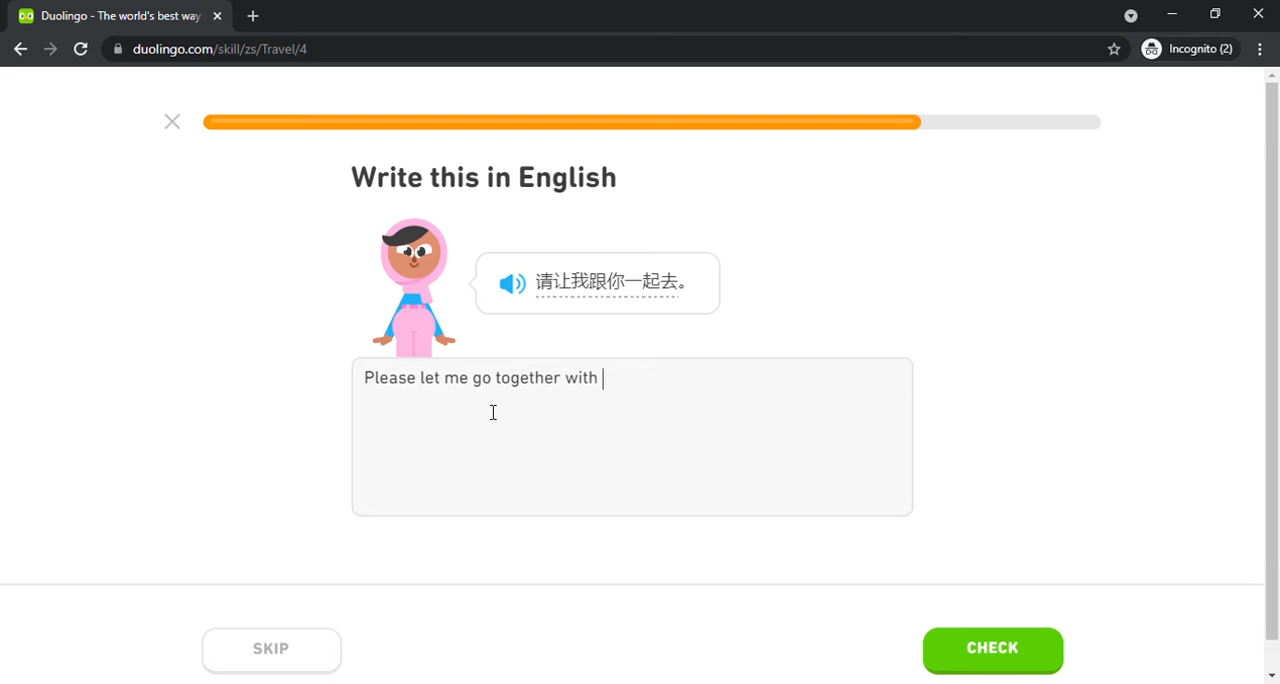 Duolingo - The world's best way
duolingo.com/skill/zs/Travel/4
Incognito (2)
Write this in English
请让我跟你一起去。
Please let me go together with
SKIP
CHECK